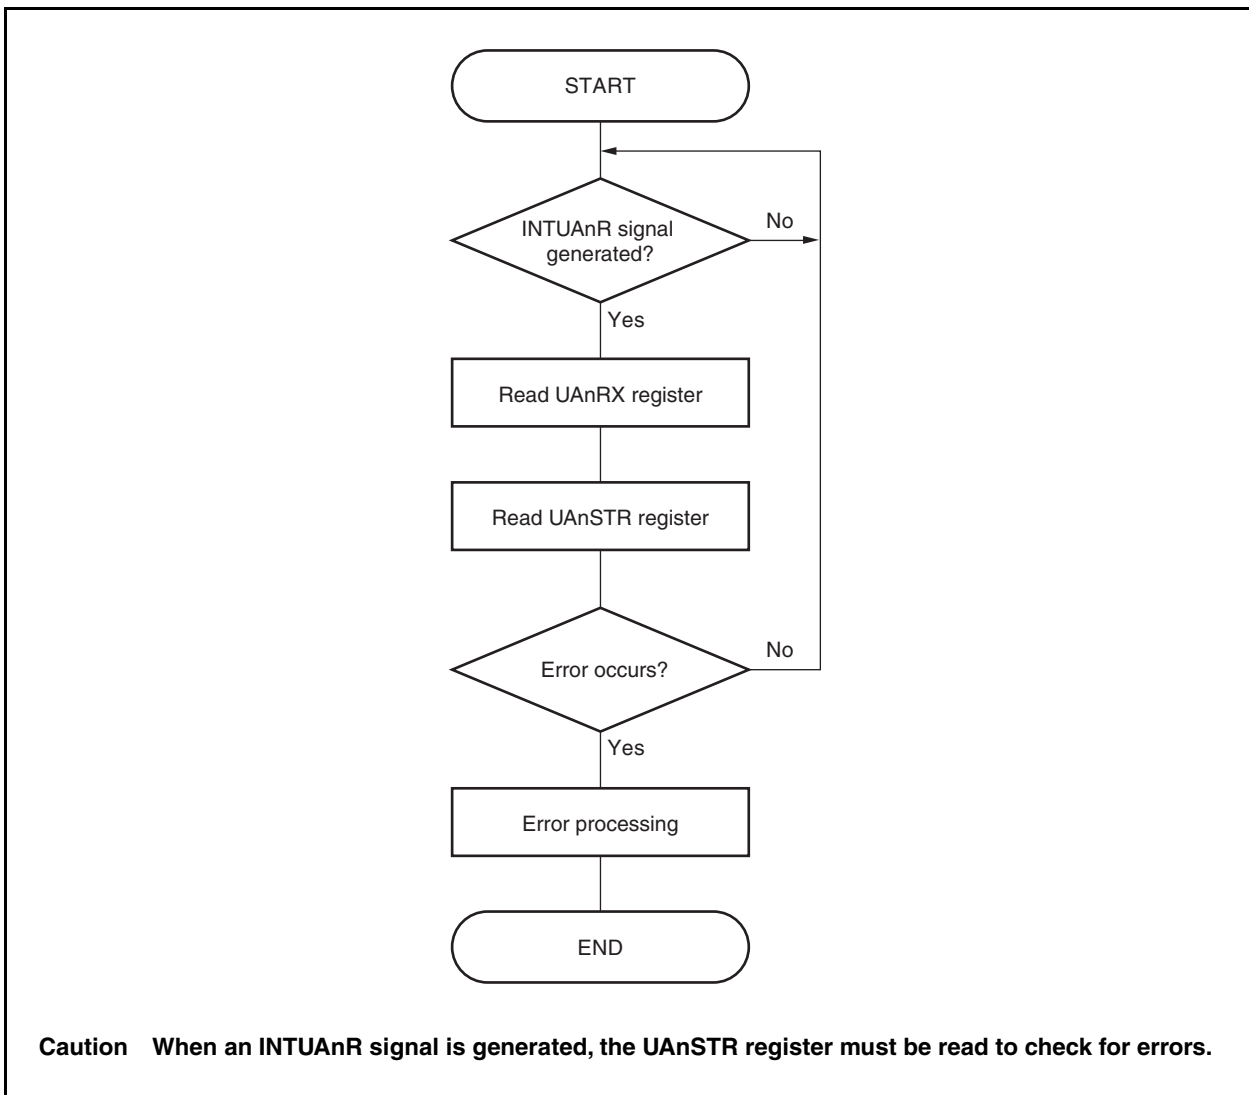 START
INTUAnR signal
generated?
No
Yes
Read UAnRX register
Read UAnSTR register
Error occurs?
No
Yes
Error processing
END
Caution When an INTUAnR signal is generated, the UAnSTR register must be read to check for errors.